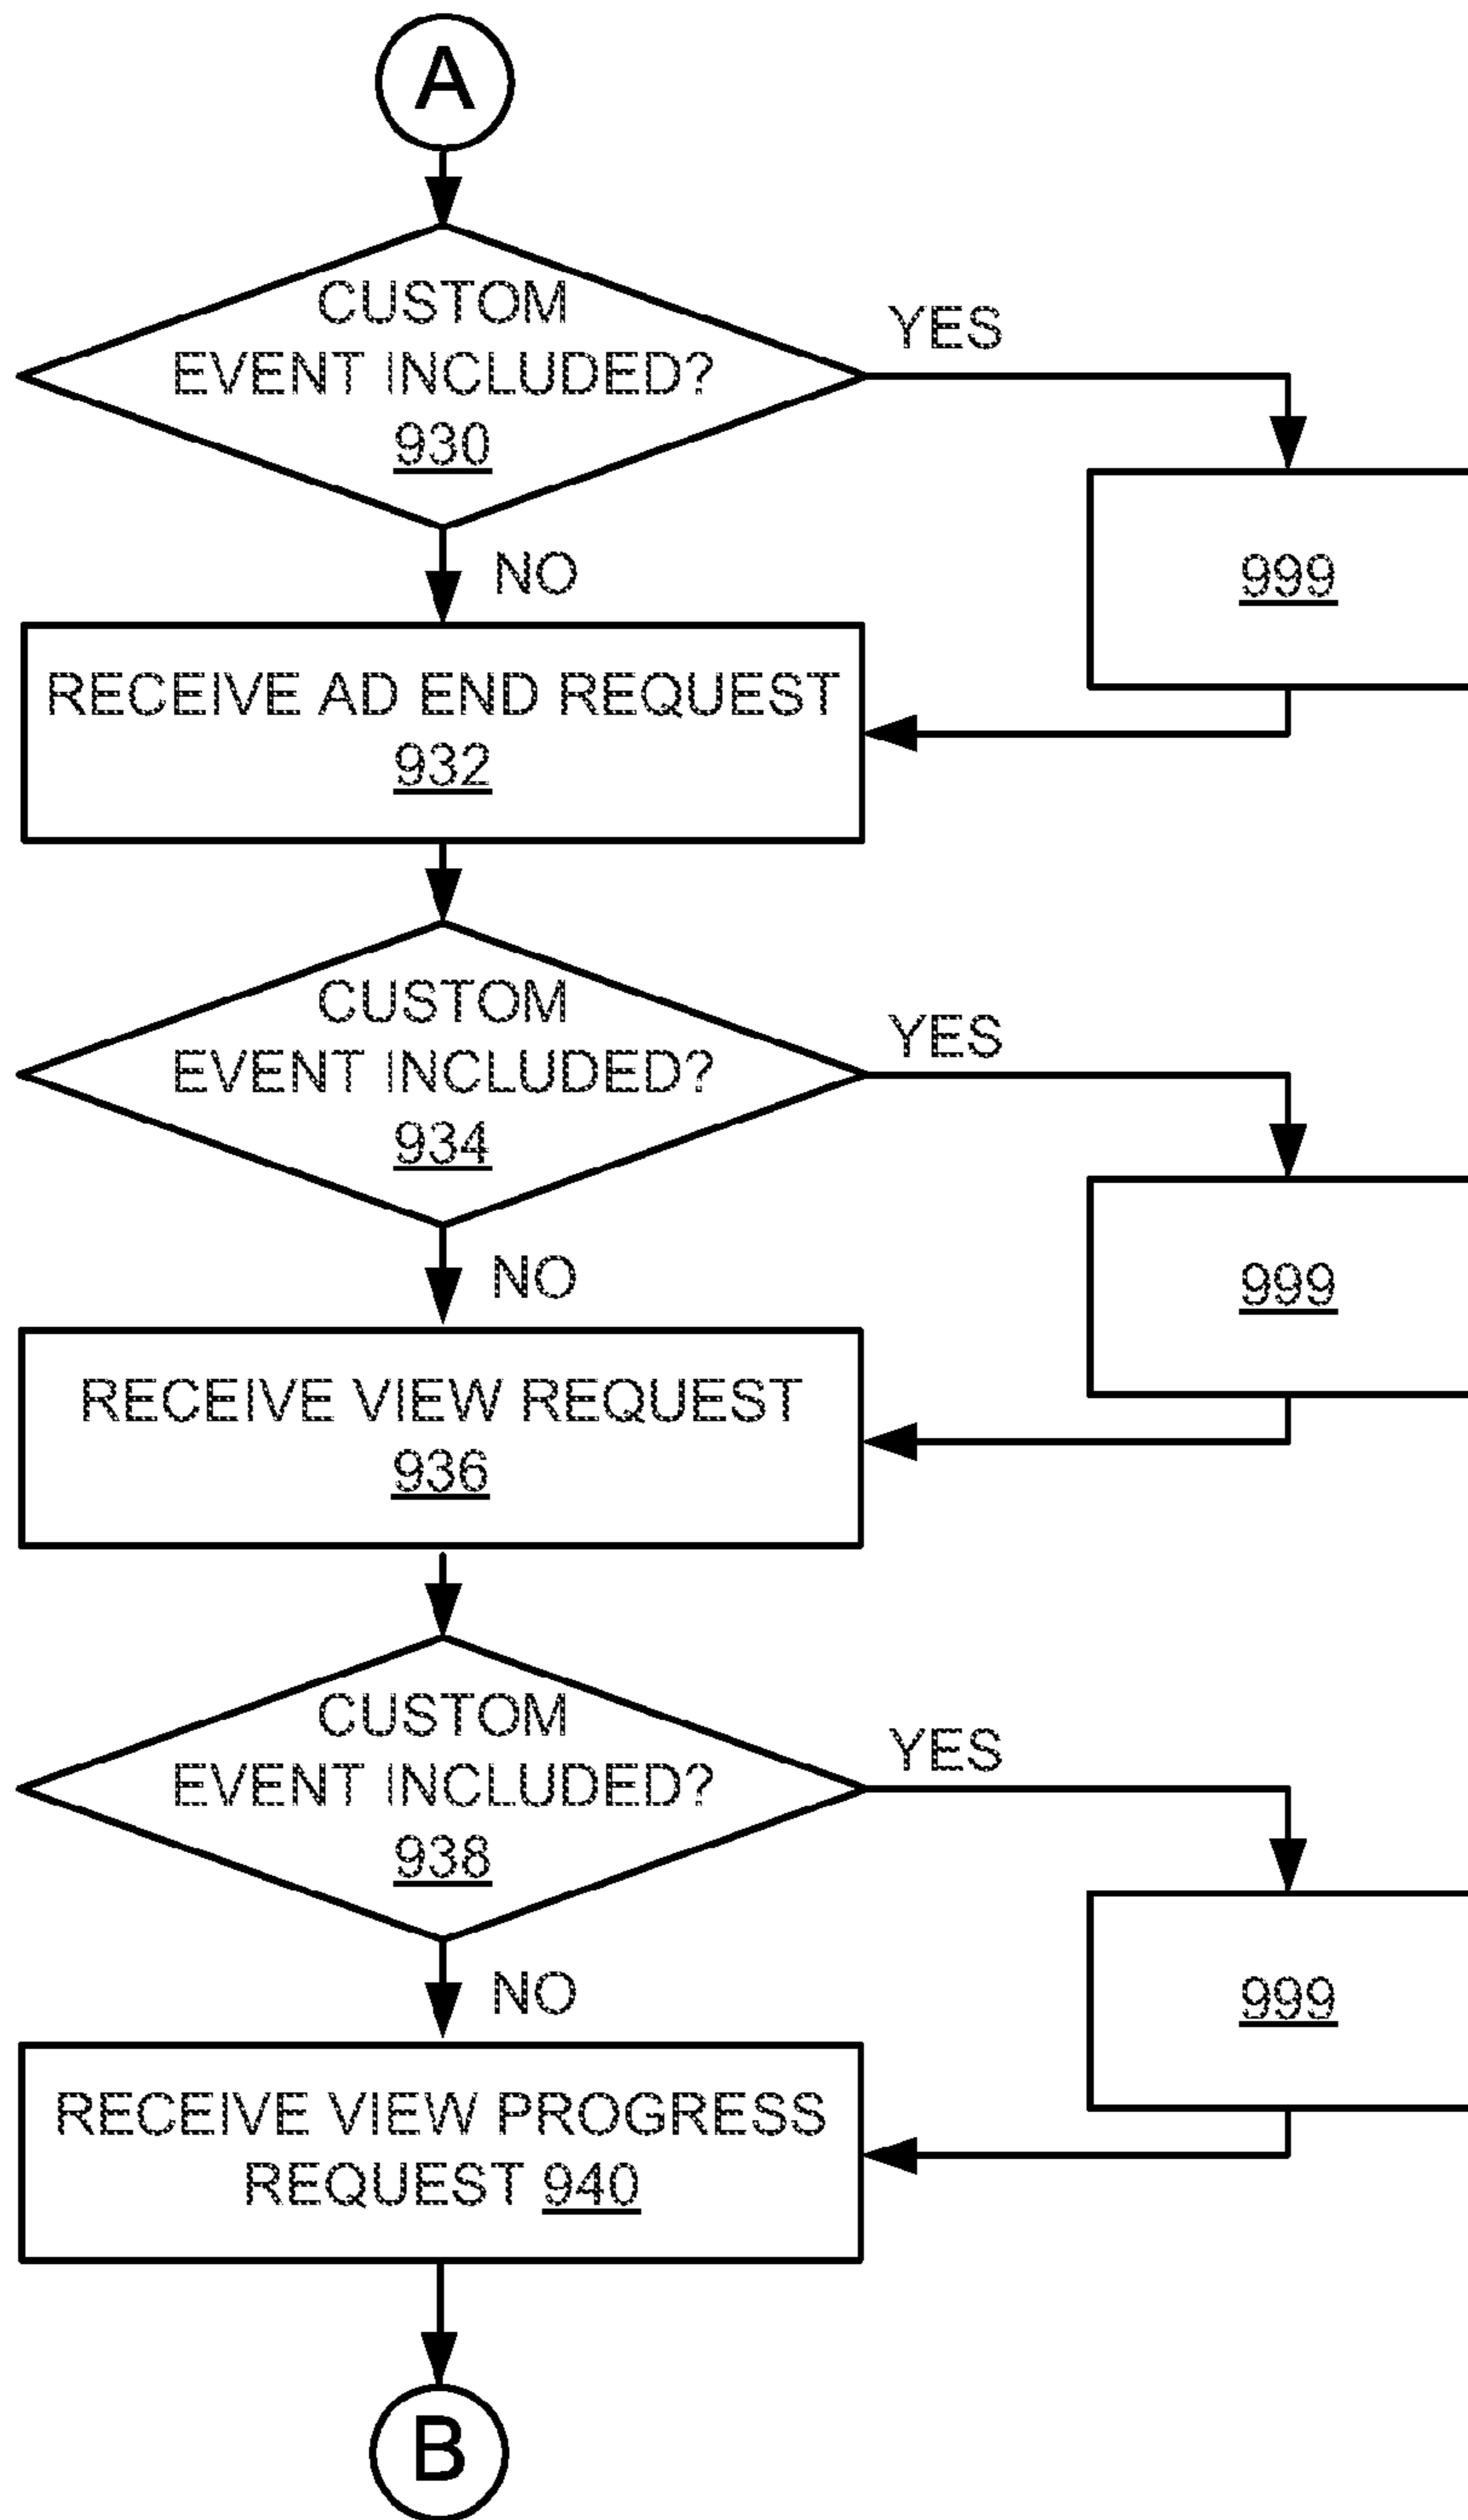 A
CUSTOM
EVENT INCLUDED?
930
YES
NO
999
RECEIVE AD END REQUEST
932
CUSTOM
EVENT INCLUDED?
934
YES
NO
999
RECEIVE VIEW REQUEST
936
CUSTOM
EVENT INCLUDED?
938
YES
NO
999
RECEIVE VIEW PROGRESS
REQUEST 940
B